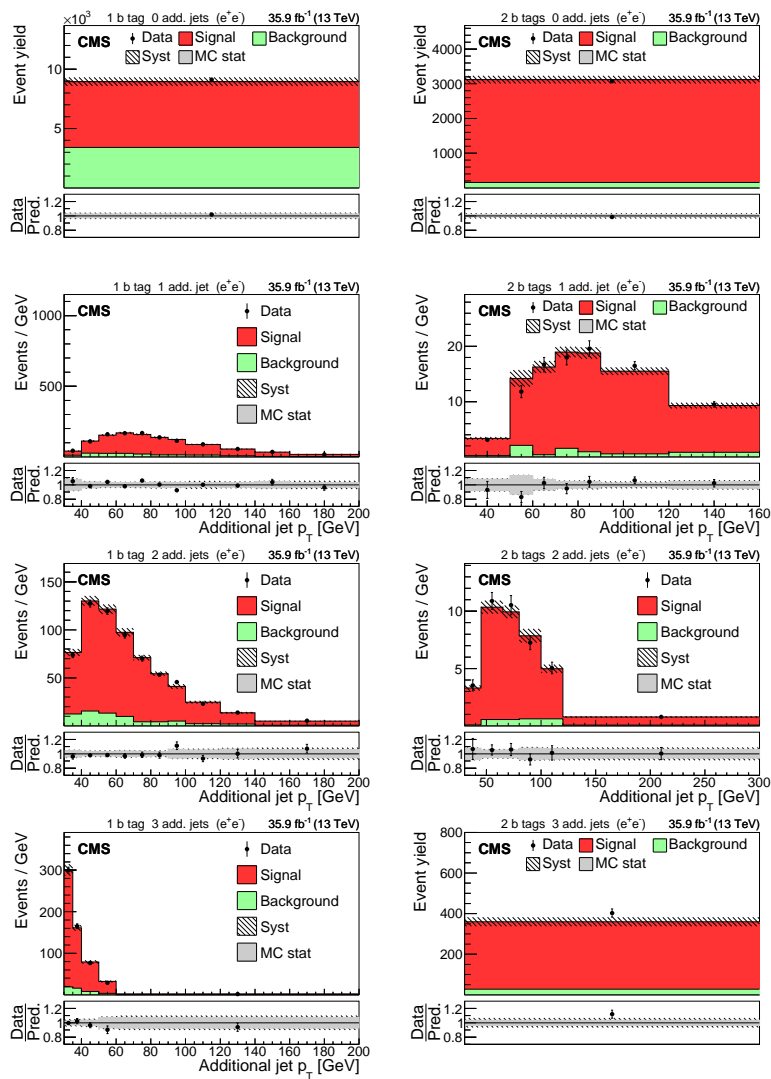 1 b tag 0 add. jets (e⁺e⁻) 35.9 fb⁻¹ (13 TeV)
×10³
CMS Data Signal Background
Syst MC stat
Event yield
10
5
Data
Pred.
1.2
1
0.8
2 b tags 0 add. jets (e⁺e⁻) 35.9 fb⁻¹ (13 TeV)
CMS Data Signal Background
Syst MC stat
Event yield
4000
3000
2000
1000
Data
Pred.
1.2
1
0.8
1 b tag 1 add. jet (e⁺e⁻) 35.9 fb⁻¹ (13 TeV)
CMS Data
Signal
Background
Syst
MC stat
Events / GeV
1000
500
Data
Pred.
1.2
1
0.8
40 60 80 100 120 140 160 180 200
Additional jet p_T [GeV]
2 b tags 1 add. jet (e⁺e⁻) 35.9 fb⁻¹ (13 TeV)
CMS Data Signal Background
Syst MC stat
Events / GeV
20
10
Data
Pred.
1.2
1
0.8
40 60 80 100 120 140 160
Additional jet p_T [GeV]
1 b tag 2 add. jets (e⁺e⁻) 35.9 fb⁻¹ (13 TeV)
CMS Data
Signal
Background
Syst
MC stat
Events / GeV
150
100
50
Data
Pred.
1.2
1
0.8
40 60 80 100 120 140 160 180 200
Additional jet p_T [GeV]
2 b tags 2 add. jets (e⁺e⁻) 35.9 fb⁻¹ (13 TeV)
CMS Data
Signal
Background
Syst
MC stat
Events / GeV
10
5
Data
Pred.
1.2
1
0.8
50 100 150 200 250 300
Additional jet p_T [GeV]
1 b tag 3 add. jets (e⁺e⁻) 35.9 fb⁻¹ (13 TeV)
CMS Data
Signal
Background
Syst
MC stat
Events / GeV
300
200
100
Data
Pred.
1.2
1
0.8
40 60 80 100 120 140 160 180 200
Additional jet p_T [GeV]
2 b tags 3 add. jets (e⁺e⁻) 35.9 fb⁻¹ (13 TeV)
CMS Data Signal Background
Syst MC stat
Event yield
800
600
400
200
Data
Pred.
1.2
1
0.8